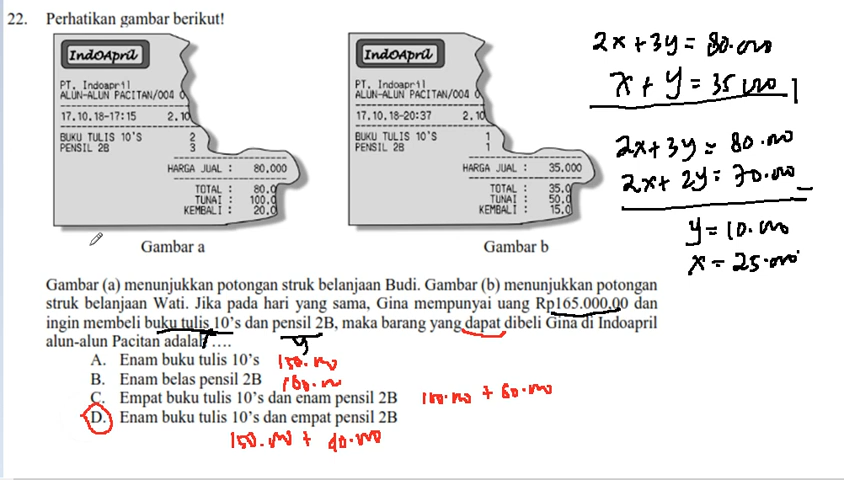 22. Perhatikan gambar berikut!
IndOApril
PT. Indoapril
ALUN-ALUN PACITAN/004
17.10.18-17:15 2.10
BUKU TULIS 10'S 2
PENSIL 2B 3
HARGA JUAL : 80.000
TOTAL : 80.0
TUNAI : 100.0
KEMBALI : 20.0
Gambar a
IndOApril
PT. Indoapril
ALUN-ALUN PACITAN/004
17.10.18-20:37 2.10
BUKU TULIS 10'S 1
PENSIL 2B 1
HARGA JUAL : 35.000
TOTAL : 35.0
TUNAI : 50.0
KEMBALI : 15.0
Gambar b
2x + 3y = 80.000
x + y = 35.000
2x + 3y = 80.000
2x + 2y = 70.000
y = 10.000
x = 25.000
Gambar (a) menunjukkan potongan struk belanjaan Budi. Gambar (b) menunjukkan potongan
struk belanjaan Wati. Jika pada hari yang sama, Gina mempunyai uang Rp165.000,00 dan
ingin membeli buku tulis 10's dan pensil 2B, maka barang yang dapat dibeli Gina di Indoapril
alun-alun Pacitan adalah ....
y
A. Enam buku tulis 10's 150.000
B. Enam belas pensil 2B 160.000
C. Empat buku tulis 10's dan enam pensil 2B 100.000 + 60.000
D. Enam buku tulis 10's dan empat pensil 2B
150.000 + 40.000